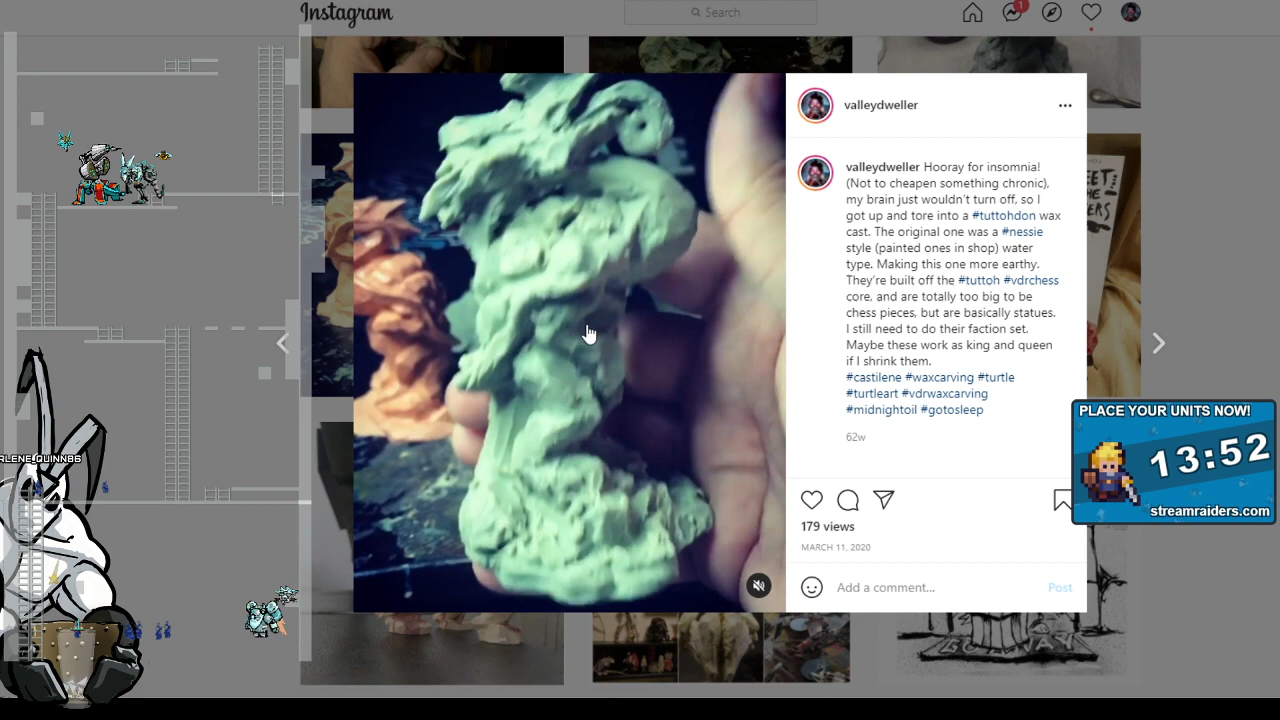 Instagram
Search
1
valleydweller
valleydweller Hooray for insomnia!
(Not to cheapen something chronic),
my brain just wouldn't turn off, so I
got up and tore into a #tuttohdon wax
cast. The original one was a #nessie
style (painted ones in shop) water
type. Making this one more earthy.
They're built off the #tuttoh #vdrchess
core, and are totally too big to be
chess pieces, but are basically statues.
I still need to do their faction set.
Maybe these work as king and queen
if I shrink them.
#castilene #waxcarving #turtle
#turtleart #vdrwaxcarving
#midnightoil #gotosleep
62w
179 views
MARCH 11, 2020
Add a comment...
Post
PLACE YOUR UNITS NOW!
13:52
streamraiders.com
RLENE_QUINN86